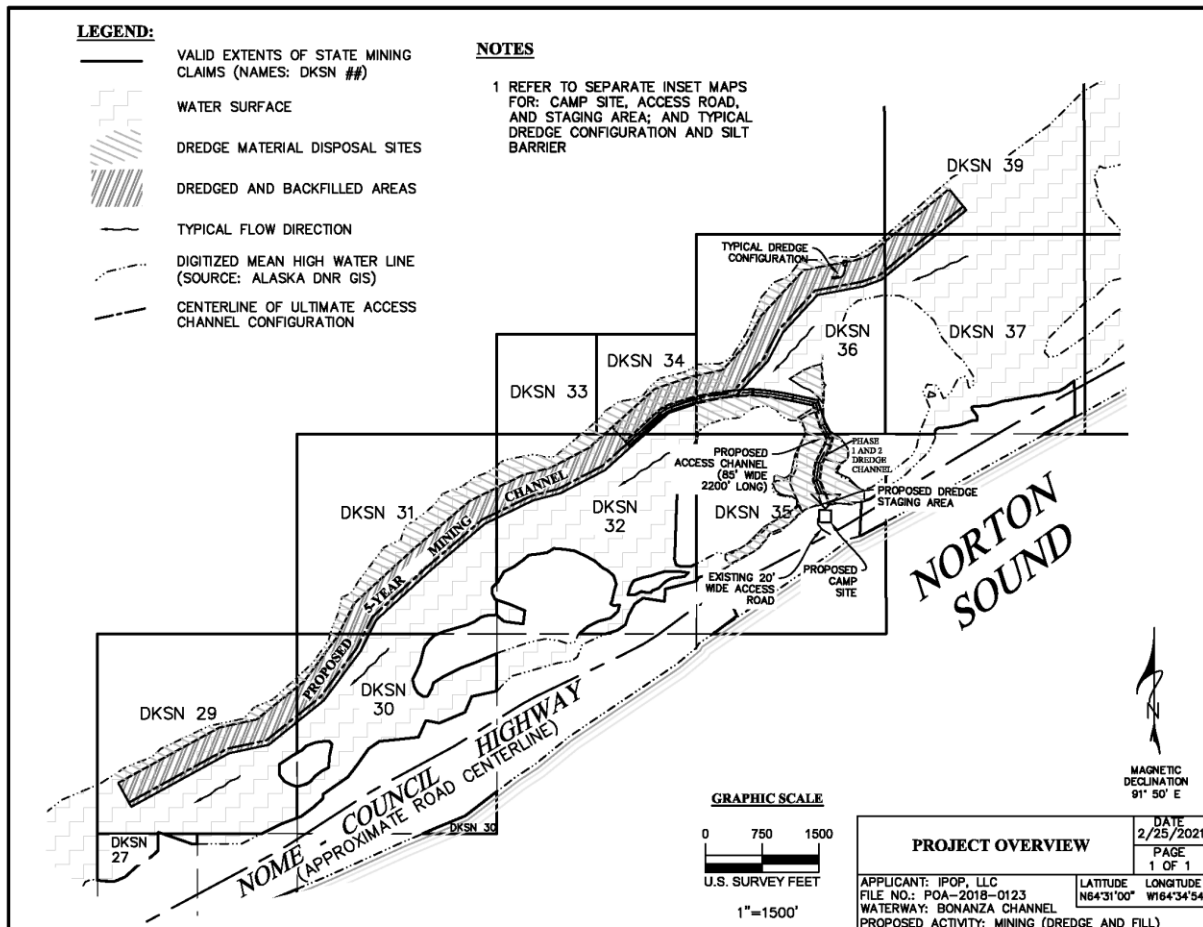 LEGEND:
VALID EXTENTS OF STATE MINING
CLAIMS (NAMES: DKSN ##)
WATER SURFACE
DREDGE MATERIAL DISPOSAL SITES
DREDGED AND BACKFILLED AREAS
TYPICAL FLOW DIRECTION
DIGITIZED MEAN HIGH WATER LINE
(SOURCE: ALASKA DNR GIS)
CENTERLINE OF ULTIMATE ACCESS
CHANNEL CONFIGURATION
NOTES
1 REFER TO SEPARATE INSET MAPS
FOR: CAMP SITE, ACCESS ROAD,
AND STAGING AREA; AND TYPICAL
DREDGE CONFIGURATION AND SILT
BARRIER
DKSN 39
TYPICAL DREDGE
CONFIGURATION
DKSN
36
DKSN 37
DKSN 34
DKSN 33
PROPOSED
ACCESS CHANNEL
(85' WIDE
2200' LONG)
PHASE
1 AND 2
DREDGE
CHANNEL
PROPOSED DREDGE
STAGING AREA
DKSN 31
DKSN
32
DKSN 35
PROPOSED 5-YEAR MINING CHANNEL
EXISTING 20'
WIDE ACCESS
ROAD
PROPOSED
CAMP
SITE
NORTON
SOUND
DKSN 29
DKSN
30
NOME - COUNCIL HIGHWAY
(APPROXIMATE ROAD CENTERLINE)
DKSN 30
DKSN
27
N
MAGNETIC
DECLINATION
91° 50' E
GRAPHIC SCALE
0 750 1500
U.S. SURVEY FEET
1"=1500'
PROJECT OVERVIEW
DATE
2/25/2021
PAGE
1 OF 1
APPLICANT: IPOP, LLC
FILE NO.: POA-2018-0123
WATERWAY: BONANZA CHANNEL
PROPOSED ACTIVITY: MINING (DREDGE AND FILL)
LATITUDE LONGITUDE
N64°31'00" W164°34'54